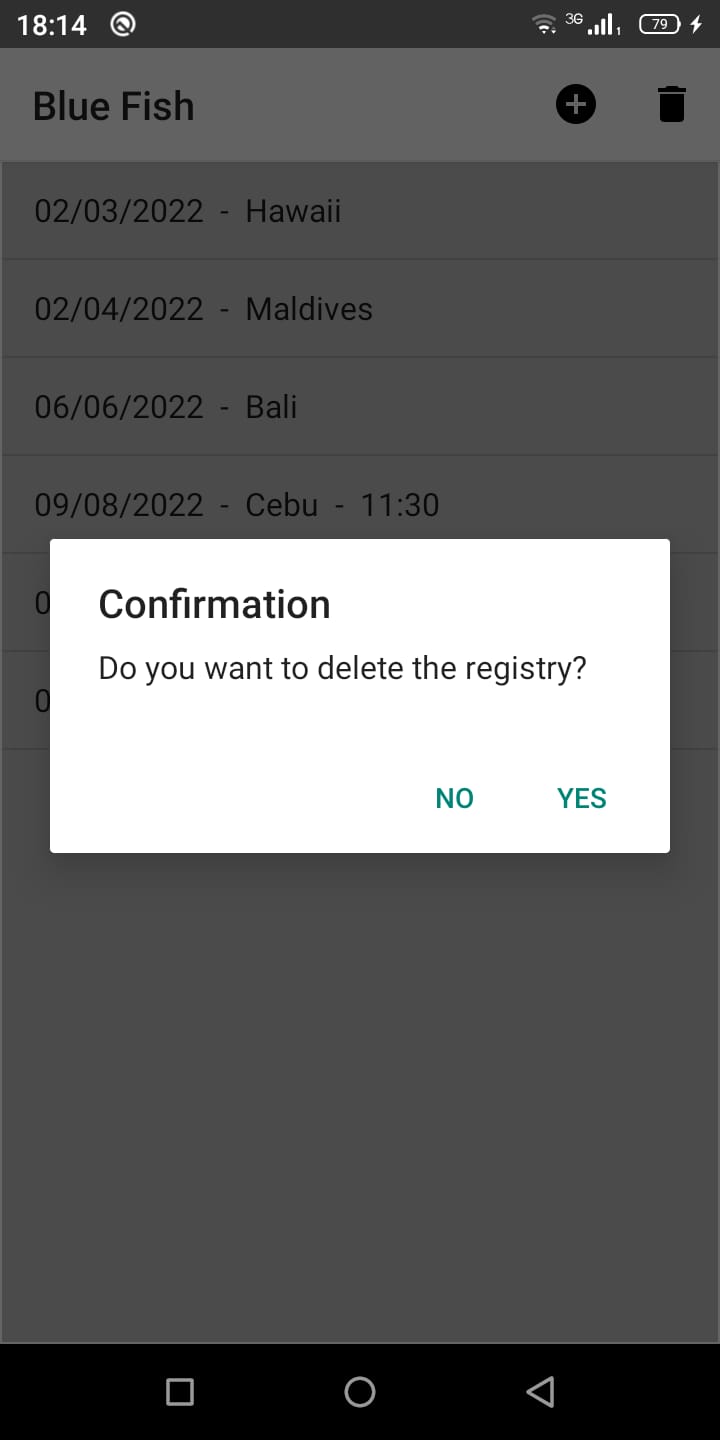 18:14 3G 1 79
Blue Fish
02/03/2022 - Hawaii
02/04/2022 - Maldives
06/06/2022 - Bali
09/08/2022 - Cebu - 11:30
0
0
Confirmation
Do you want to delete the registry?
NO YES